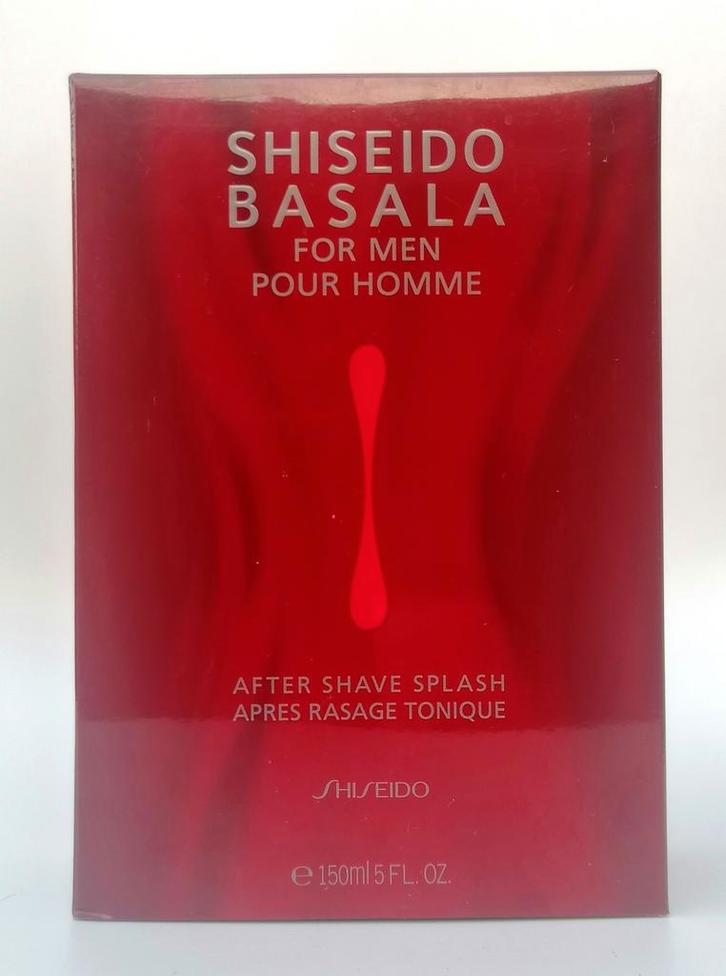 SHISEIDO
BASALA
FOR MEN
POUR HOMME
AFTER SHAVE SPLASH
APRES RASAGE TONIQUE
SHISEIDO
℮ 150ml 5 FL. OZ.